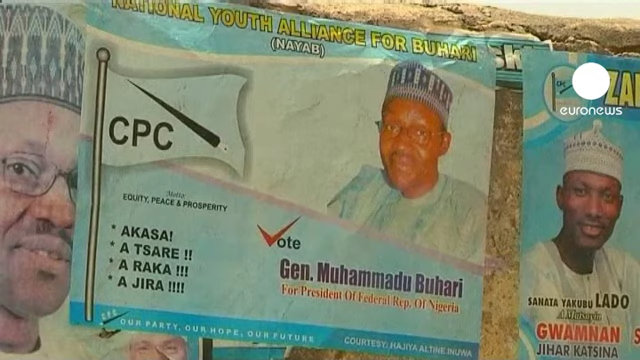 NATIONAL YOUTH ALLIANCE FOR BUHARI
(NAYAB)
CPC
Motto
EQUITY, PEACE & PROSPERITY
* AKASA!
* A TSARE !!
* A RAKA !!!
* A JIRA !!!!
Vote
Gen. Muhammadu Buhari
For President Of Federal Rep. Of Nigeria
CPC OUR PARTY, OUR HOPE, OUR FUTURE
COURTESY: HAJIYA ALTINE INUWA
euronews
SANATA YAKUBU LADO
A Matsayin
GWAMNAN
JIHAR KATSINA